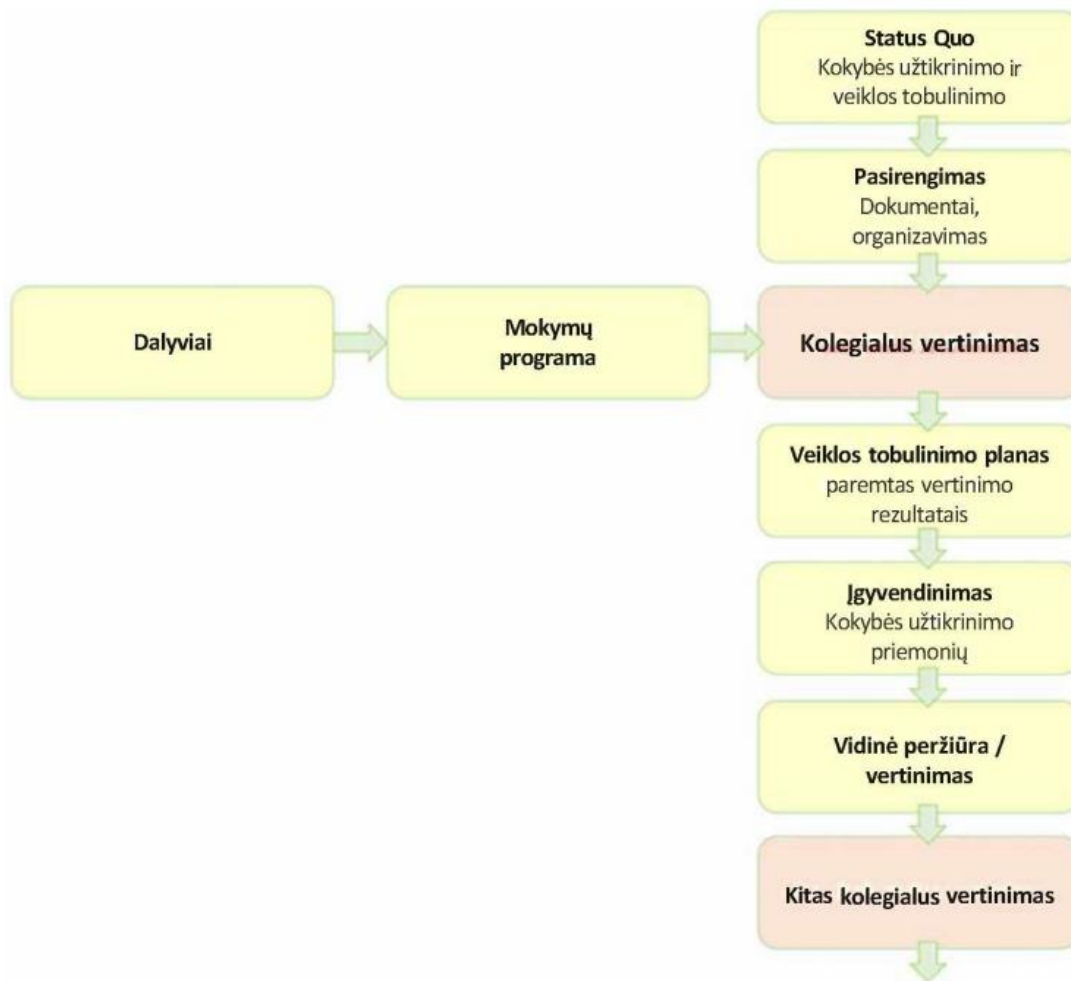 Status Quo
Kokybės užtikrinimo ir
veiklos tobulinimo
Pasirengimas
Dokumentai,
organizavimas
Dalyviai
Mokymų
programa
Kolegialus vertinimas
Veiklos tobulinimo planas
paremtas vertinimo
rezultatais
Įgyvendinimas
Kokybės užtikrinimo
priemonių
Vidinė peržiūra /
vertinimas
Kitas kolegialus vertinimas